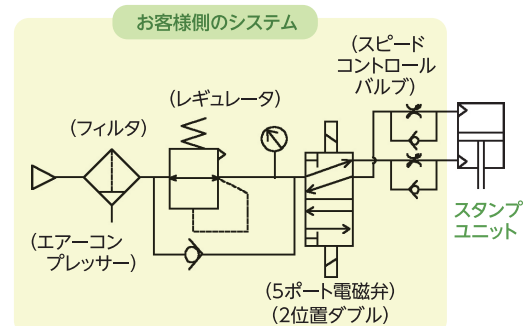 お客様側のシステム
(スピード
コントロール
バルブ)
(レギュレータ)
(フィルタ)
スタンプ
ユニット
(エアーコン
プレッサー)
(5ポート電磁弁)
(2位置ダブル)